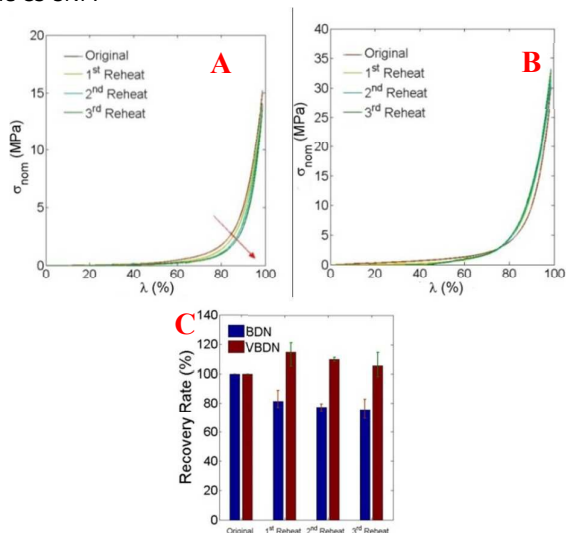 A
B
Original
1st Reheat
2nd Reheat
3rd Reheat
20
15
10
5
0
σnom (MPa)
0 20 40 60 80 100
λ (%)
Original
1st Reheat
2nd Reheat
3rd Reheat
40
35
30
25
20
15
10
5
0
σnom (MPa)
0 20 40 60 80 100
λ (%)
C
BDN
VBDN
140
120
100
80
60
40
20
0
Recovery Rate (%)
Original 1st Reheat 2nd Reheat 3rd Reheat